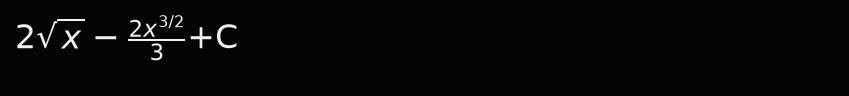 2√x − 2x^{3/2}/3 +C